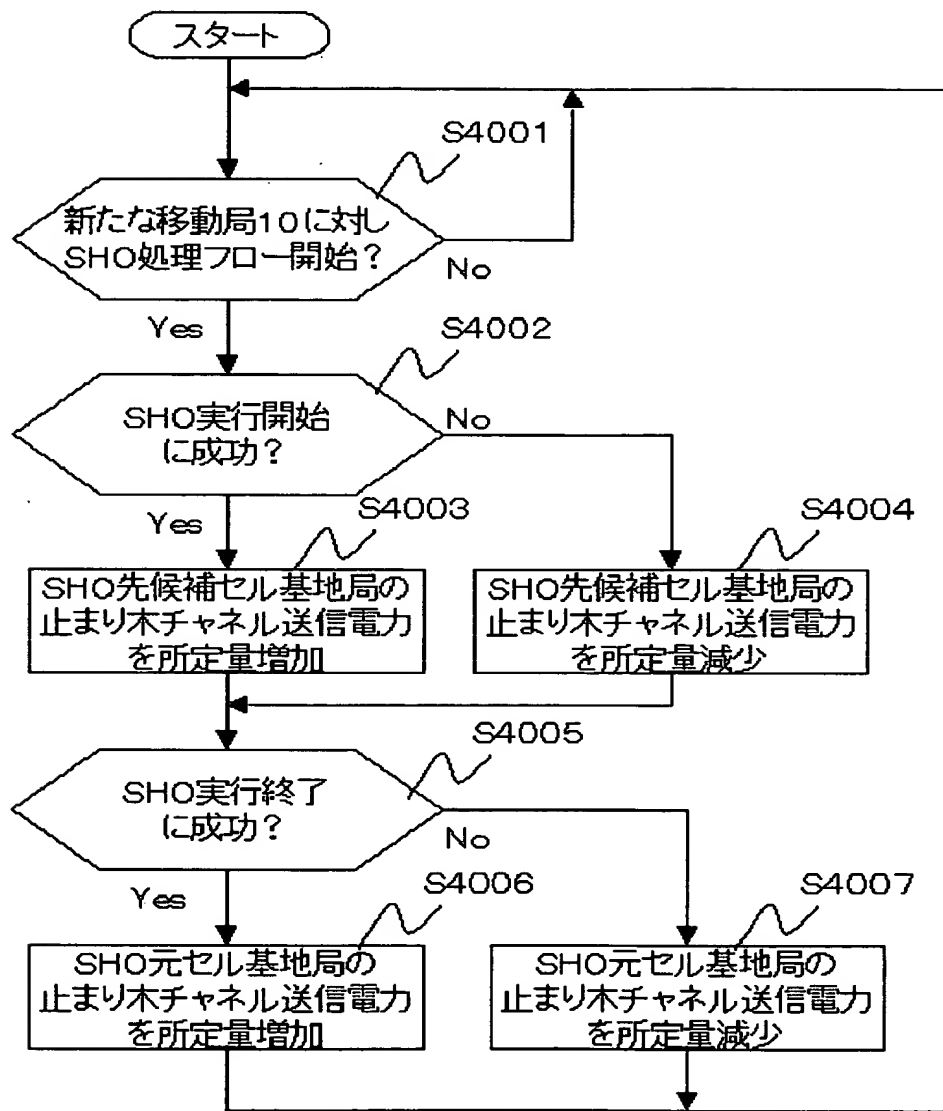 スタート
S4001
新たな移動局10に対し
SHO処理フロー開始?
No
Yes
S4002
SHO実行開始
に成功?
No
Yes
S4003
S4004
SHO先候補セル基地局の
止まり木チャネル送信電力
を所定量増加
SHO先候補セル基地局の
止まり木チャネル送信電力
を所定量減少
S4005
SHO実行終了
に成功?
No
Yes
S4006
S4007
SHO元セル基地局の
止まり木チャネル送信電力
を所定量増加
SHO元セル基地局の
止まり木チャネル送信電力
を所定量減少